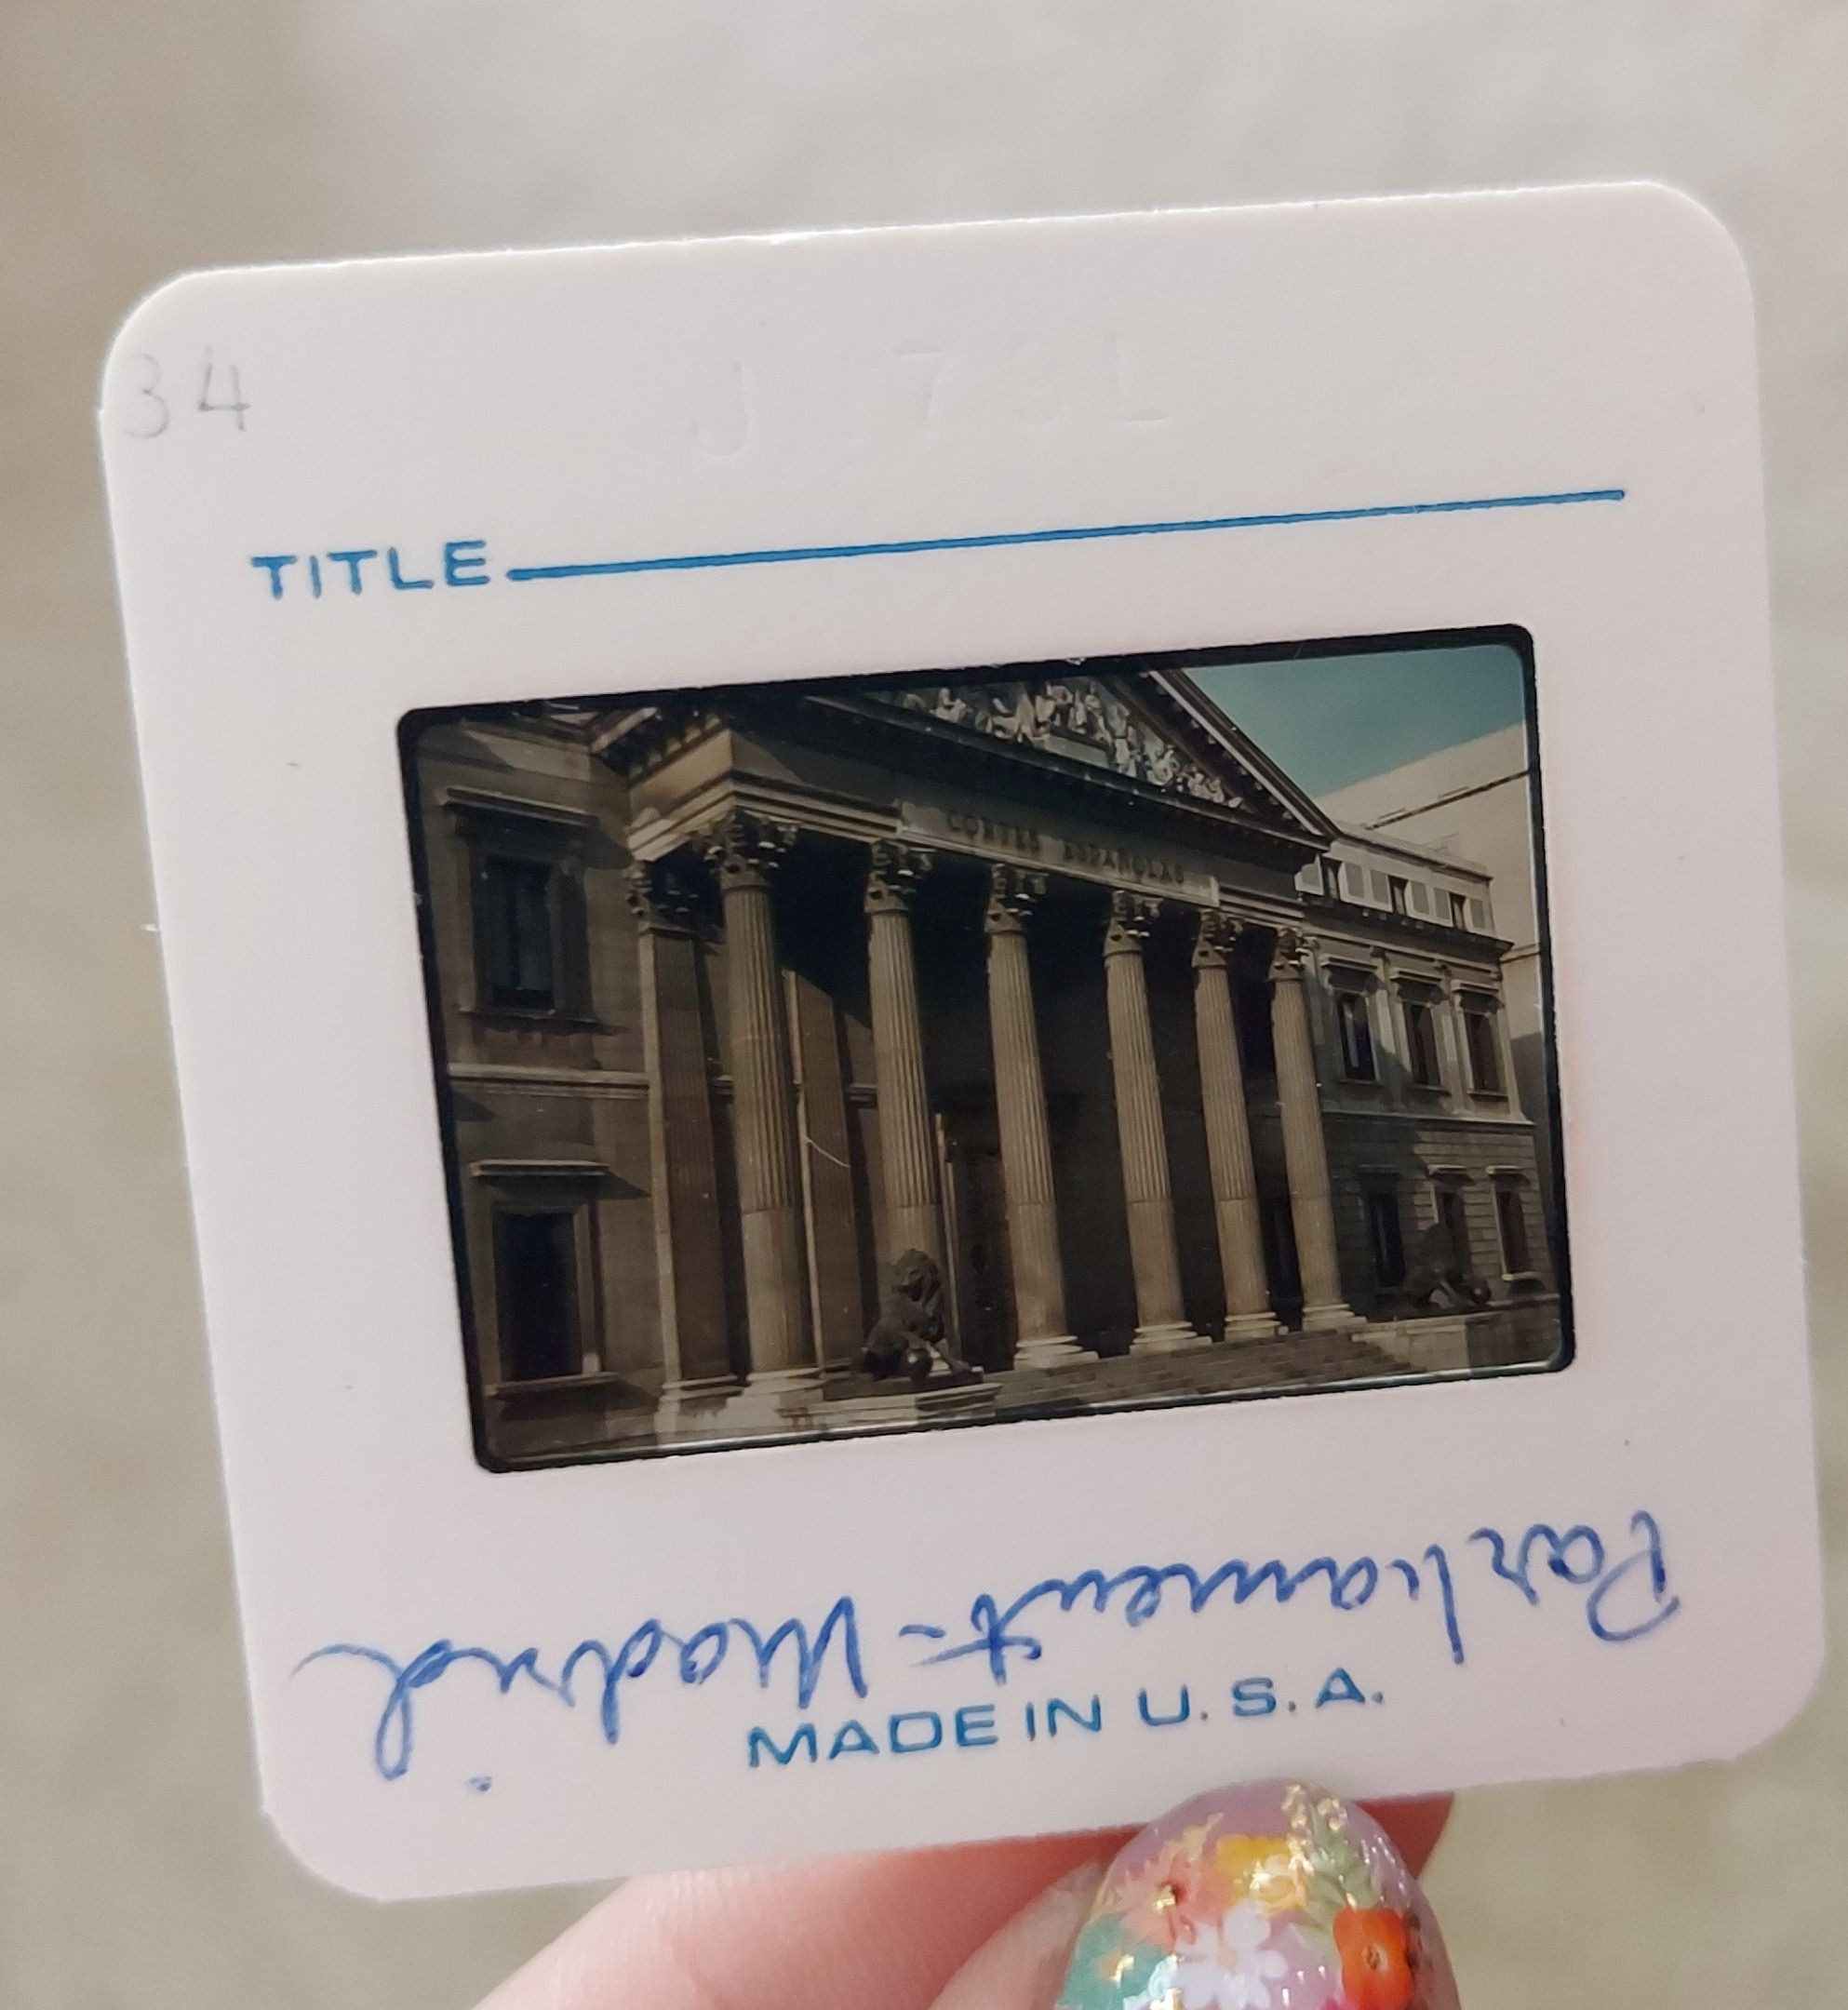 34
TITLE
CORTES ESPAÑOLAS
Parliament - Madrid
MADE IN U.S.A.